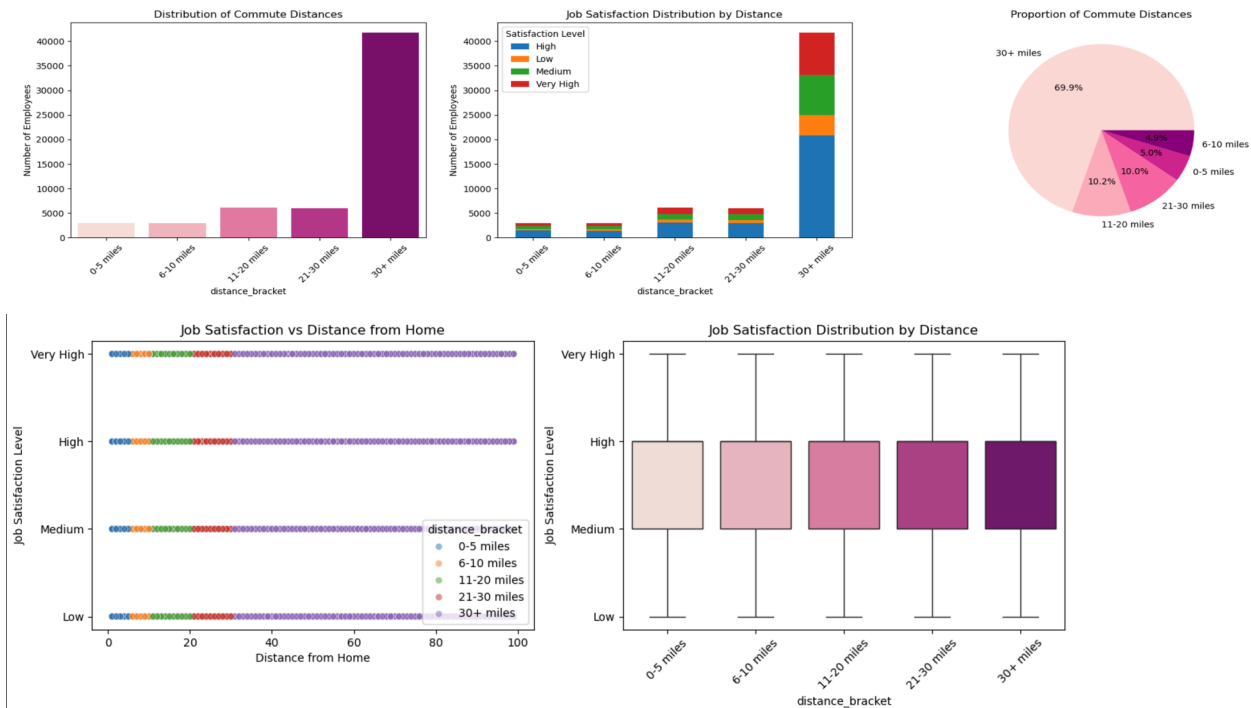 Distribution of Commute Distances
Number of Employees
40000
35000
30000
25000
20000
15000
10000
5000
0
0-5 miles
6-10 miles
11-20 miles
21-30 miles
30+ miles
distance_bracket
Job Satisfaction Distribution by Distance
Satisfaction Level
High
Low
Medium
Very High
Number of Employees
40000
35000
30000
25000
20000
15000
10000
5000
0
0-5 miles
6-10 miles
11-20 miles
21-30 miles
30+ miles
distance_bracket
Proportion of Commute Distances
30+ miles
69.9%
4.9%
6-10 miles
5.0%
0-5 miles
10.0%
21-30 miles
10.2%
11-20 miles
Job Satisfaction vs Distance from Home
Job Satisfaction Level
Very High
High
Medium
Low
distance_bracket
0-5 miles
6-10 miles
11-20 miles
21-30 miles
30+ miles
0
20
40
60
80
100
Distance from Home
Job Satisfaction Distribution by Distance
Job Satisfaction Level
Very High
High
Medium
Low
0-5 miles
6-10 miles
11-20 miles
21-30 miles
30+ miles
distance_bracket